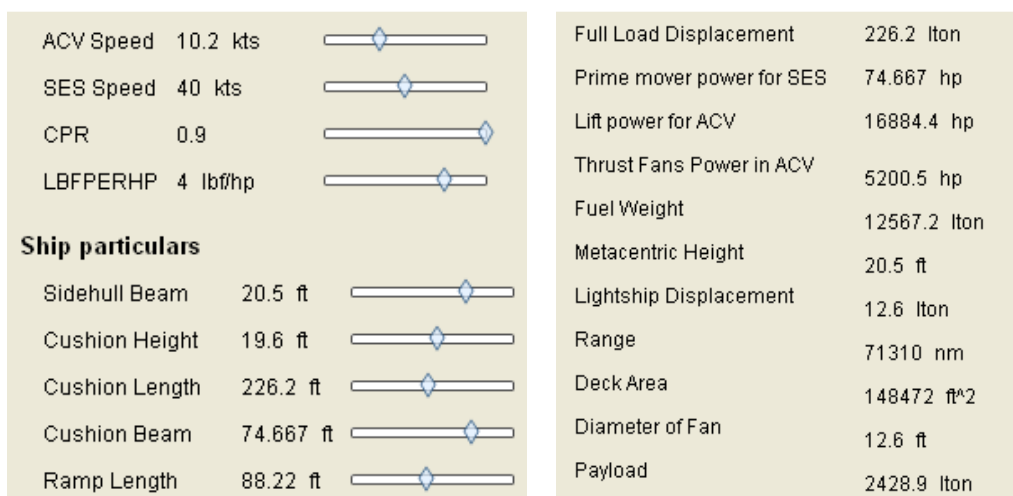 ACV Speed 10.2 kts
SES Speed 40 kts
CPR 0.9
LBFPERHP 4 lbf/hp
Ship particulars
Sidehull Beam 20.5 ft
Cushion Height 19.6 ft
Cushion Length 226.2 ft
Cushion Beam 74.667 ft
Ramp Length 88.22 ft
Full Load Displacement 226.2 lton
Prime mover power for SES 74.667 hp
Lift power for ACV 16884.4 hp
Thrust Fans Power in ACV 5200.5 hp
Fuel Weight 12567.2 lton
Metacentric Height 20.5 ft
Lightship Displacement 12.6 lton
Range 71310 nm
Deck Area 148472 ft^2
Diameter of Fan 12.6 ft
Payload 2428.9 lton